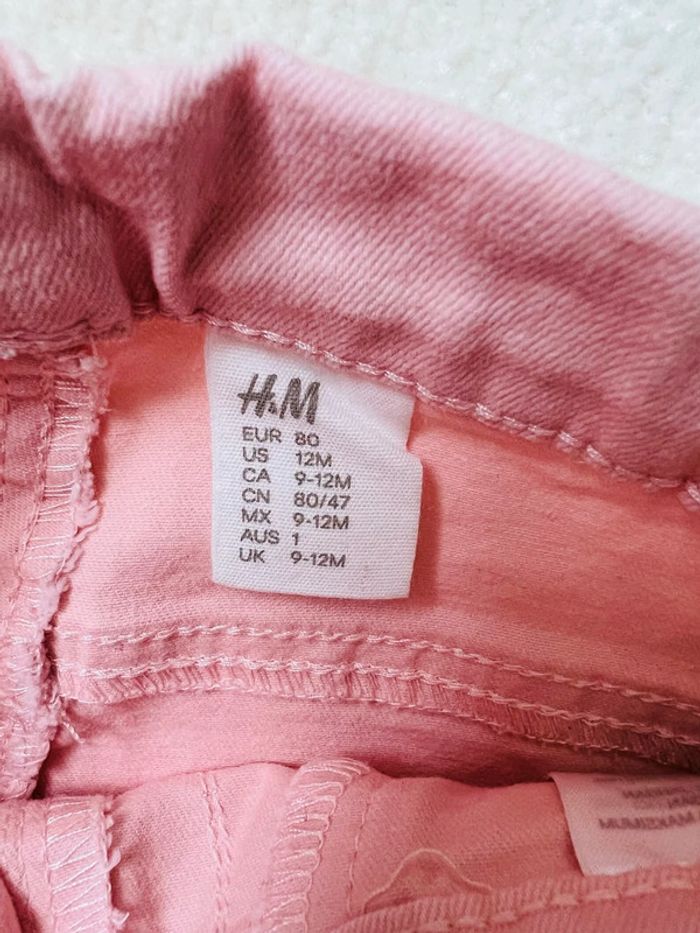 H&M
EUR 80
US 12M
CA 9-12M
CN 80/47
MX 9-12M
AUS 1
UK 9-12M